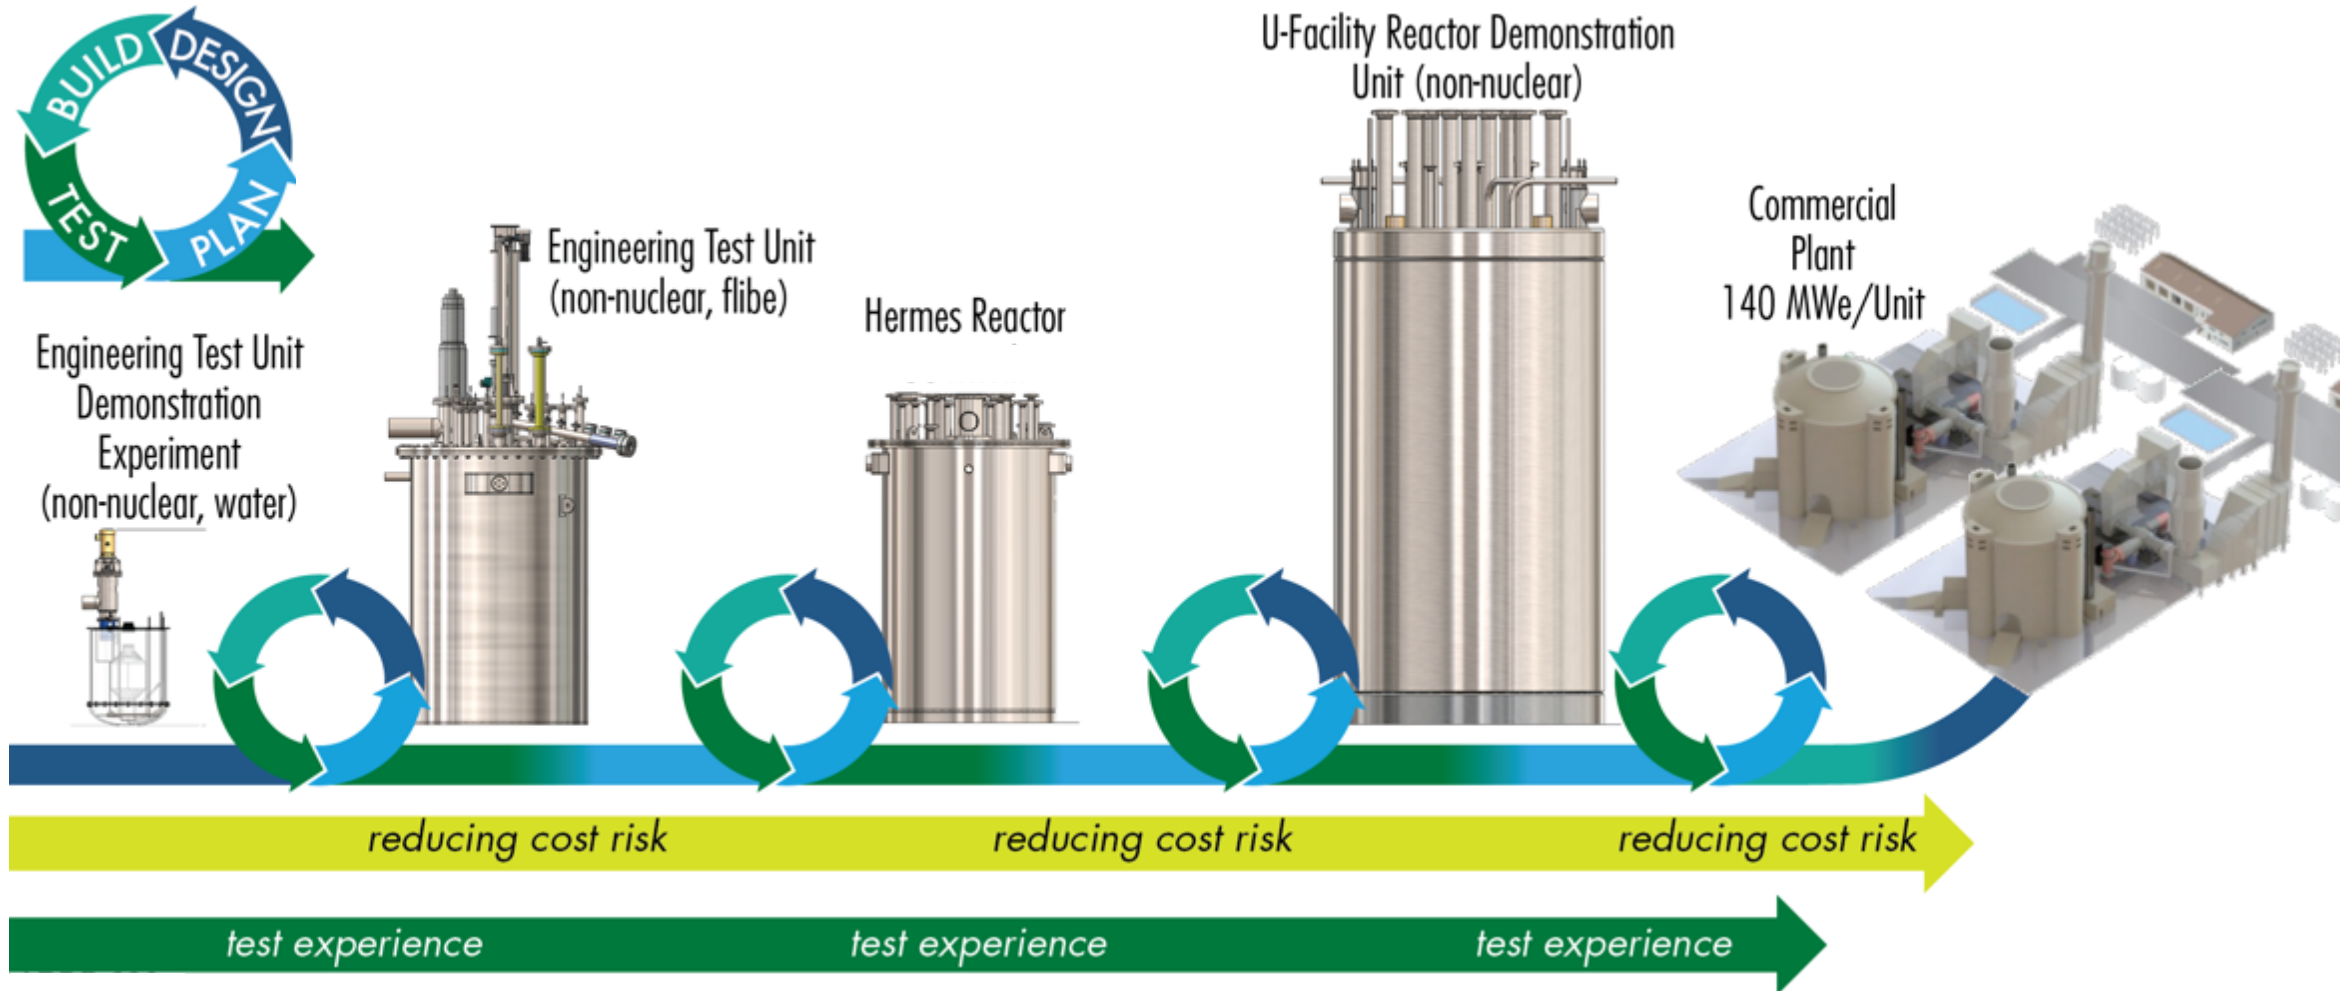 DESIGN
BUILD
TEST
PLAN
Engineering Test Unit
Demonstration
Experiment
(non-nuclear, water)
Engineering Test Unit
(non-nuclear, flibe)
Hermes Reactor
U-Facility Reactor Demonstration
Unit (non-nuclear)
Commercial
Plant
140 MWe/Unit
reducing cost risk
reducing cost risk
reducing cost risk
test experience
test experience
test experience